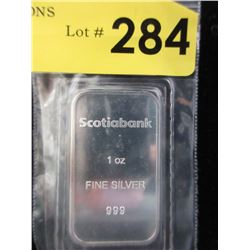 ONS
Lot # 284
Scotiabank
1 oz
FINE SILVER
999